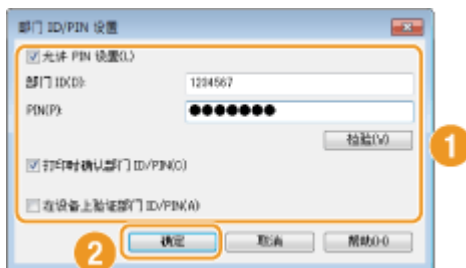 部门 ID/PIN 设置
允许 PIN 设置(L)
部门 ID(D): 1234567
PIN(P): ●●●●●●●
检验(V)
1
打印时确认部门 ID/PIN(C)
在设备上验证部门 ID/PIN(A)
2
确定 取消 帮助(H)